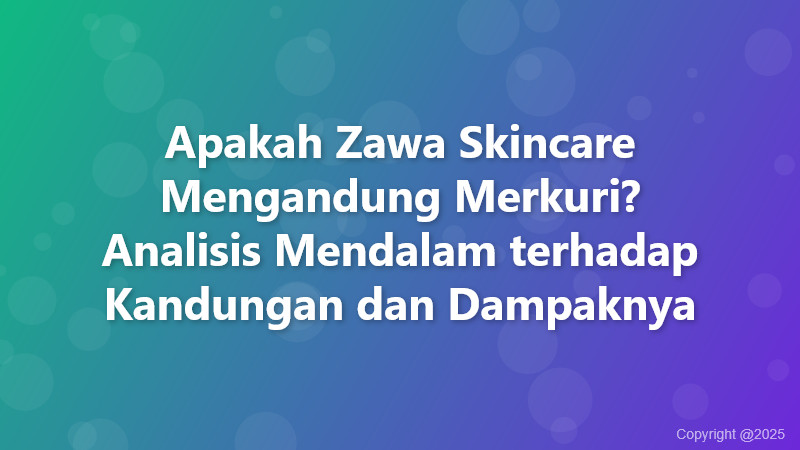 Apakah Zawa Skincare
Mengandung Merkuri?
Analisis Mendalam terhadap
Kandungan dan Dampaknya
Copyright @2025